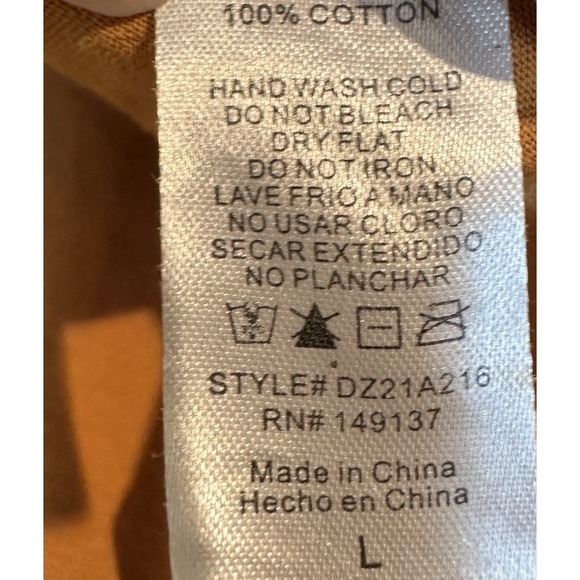 100% COTTON
HAND WASH COLD
DO NOT BLEACH
DRY FLAT
DO NOT IRON
LAVE FRIO A MANO
NO USAR CLORO
SECAR EXTENDIDO
NO PLANCHAR
STYLE# DZ21A216
RN# 149137
Made in China
Hecho en China
L